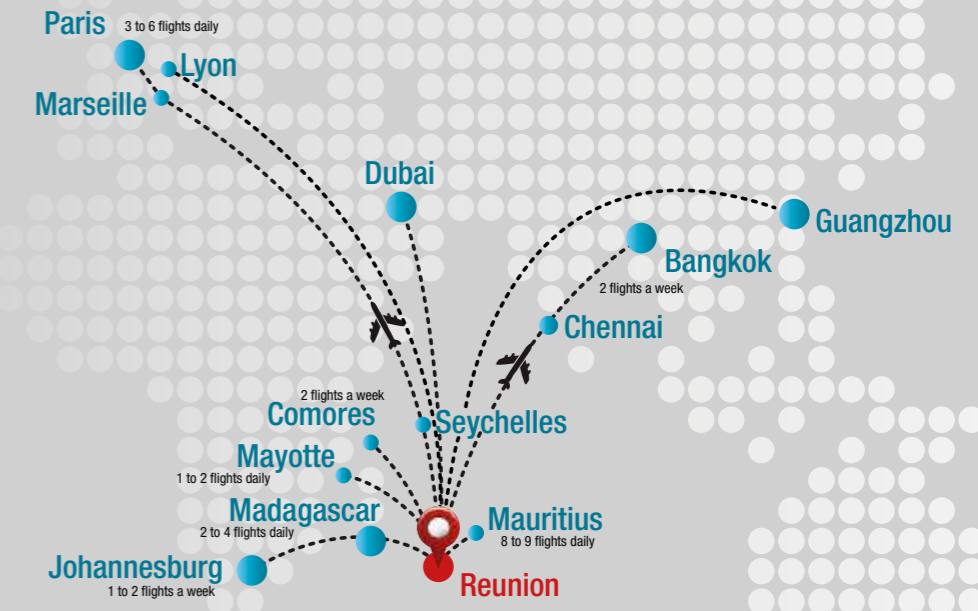 Paris
3 to 6 flights daily
Lyon
Marseille
Dubai
Guangzhou
Bangkok
2 flights a week
Chennai
2 flights a week
Comores
Seychelles
Mayotte
1 to 2 flights daily
Madagascar
2 to 4 flights daily
Mauritius
8 to 9 flights daily
Johannesburg
1 to 2 flights a week
Reunion